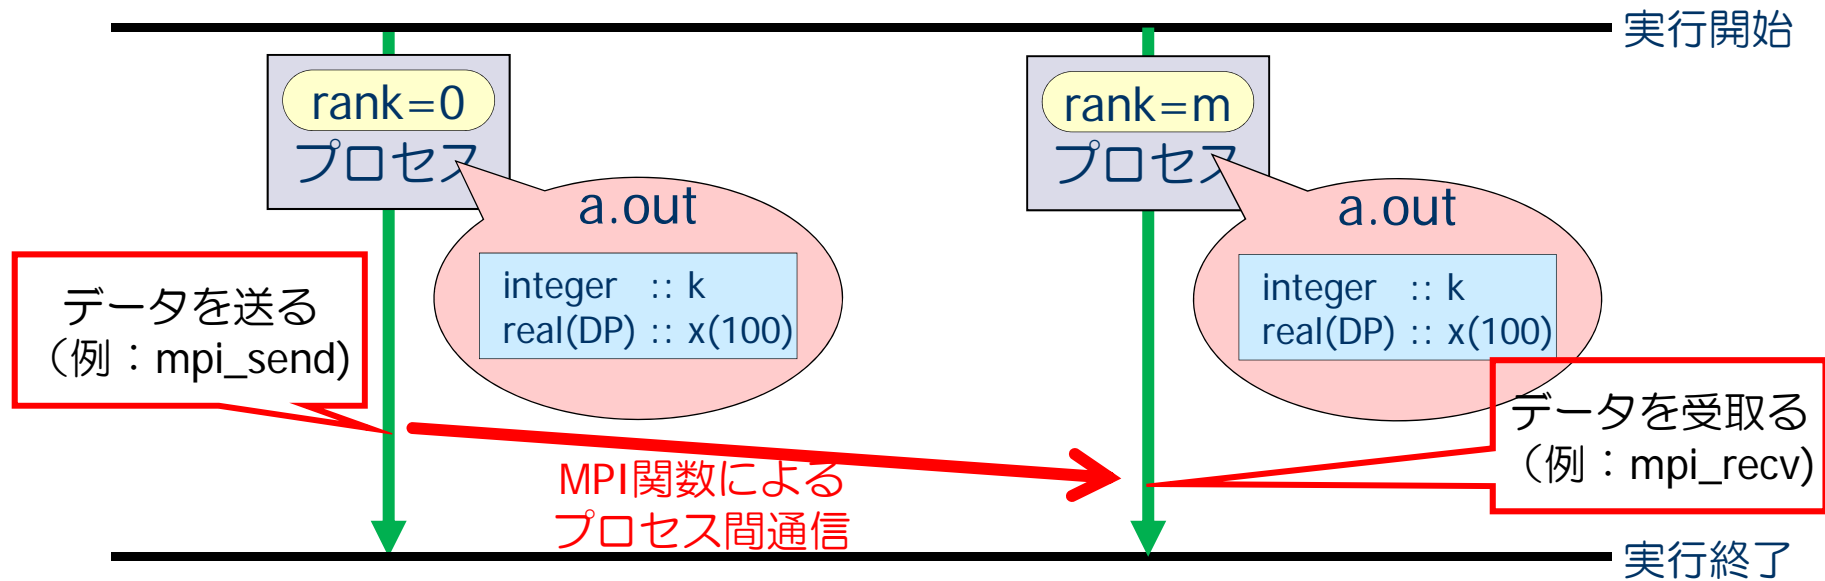 実行開始
rank=0
プロセス
a.out
integer :: k
real(DP) :: x(100)
rank=m
プロセス
a.out
integer :: k
real(DP) :: x(100)
データを送る
（例：mpi_send)
MPI関数による
プロセス間通信
データを受取る
（例：mpi_recv)
実行終了